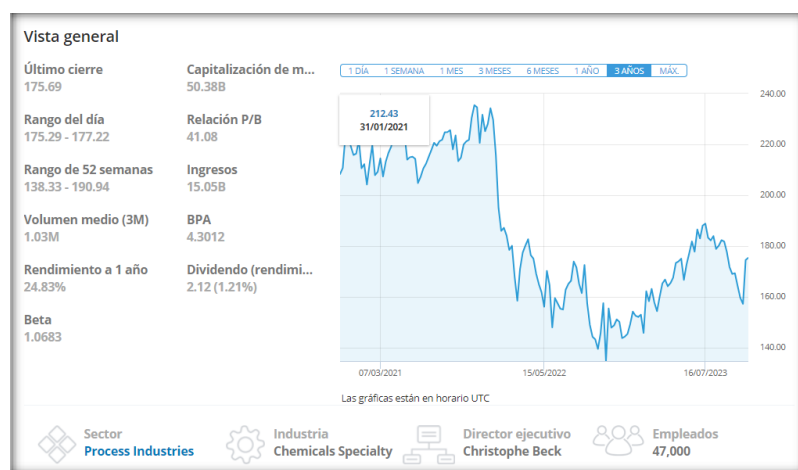 Vista general
Último cierre
175.69
Capitalización de m...
50.38B
Rango del día
175.29 - 177.22
Relación P/B
41.08
Rango de 52 semanas
138.33 - 190.94
Ingresos
15.05B
Volumen medio (3M)
1.03M
BPA
4.3012
Rendimiento a 1 año
24.83%
Dividendo (rendimi...
2.12 (1.21%)
Beta
1.0683
1 DÍA 1 SEMANA 1 MES 3 MESES 6 MESES 1 AÑO 3 AÑOS MÁX.
212.43
31/01/2021
240.00
220.00
200.00
180.00
160.00
140.00
07/03/2021 15/05/2022 16/07/2023
Las gráficas están en horario UTC
Sector
Process Industries
Industria
Chemicals Specialty
Director ejecutivo
Christophe Beck
Empleados
47,000